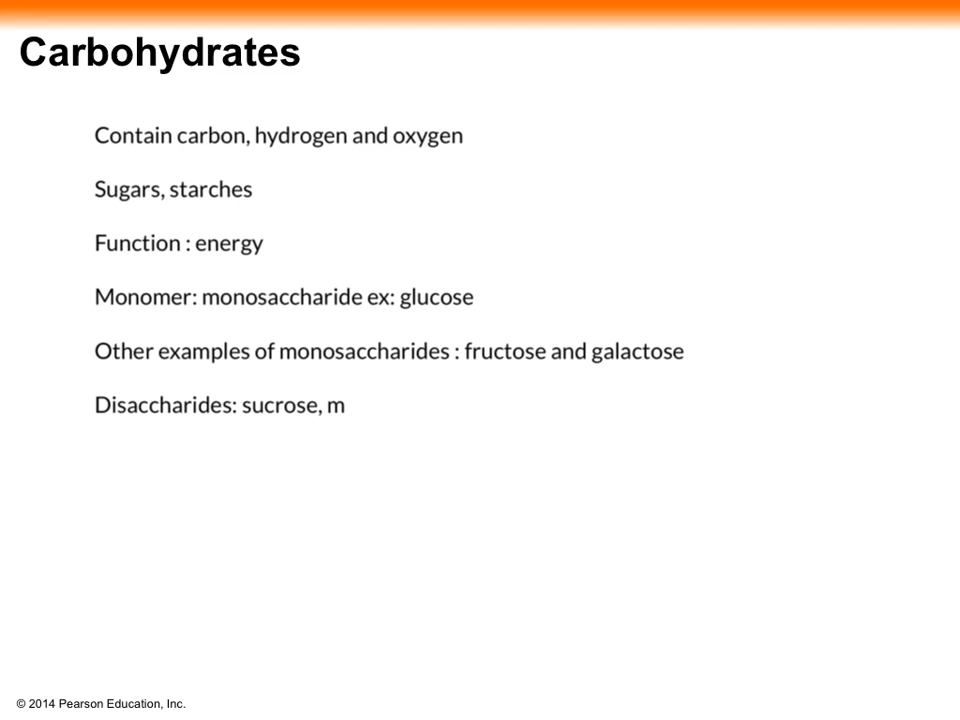 Carbohydrates
Contain carbon, hydrogen and oxygen
Sugars, starches
Function : energy
Monomer: monosaccharide ex: glucose
Other examples of monosaccharides : fructose and galactose
Disaccharides: sucrose, m
© 2014 Pearson Education, Inc.